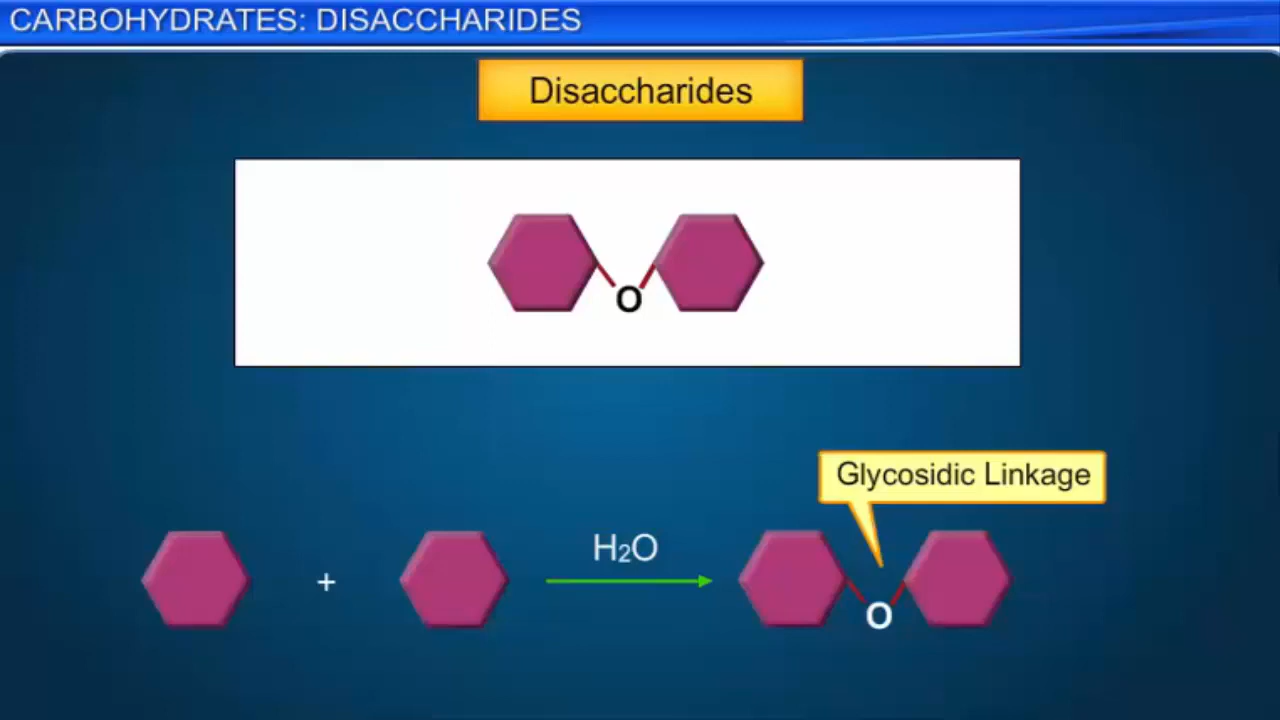 CARBOHYDRATES: DISACCHARIDES
Disaccharides
O
Glycosidic Linkage
+
H₂O
O